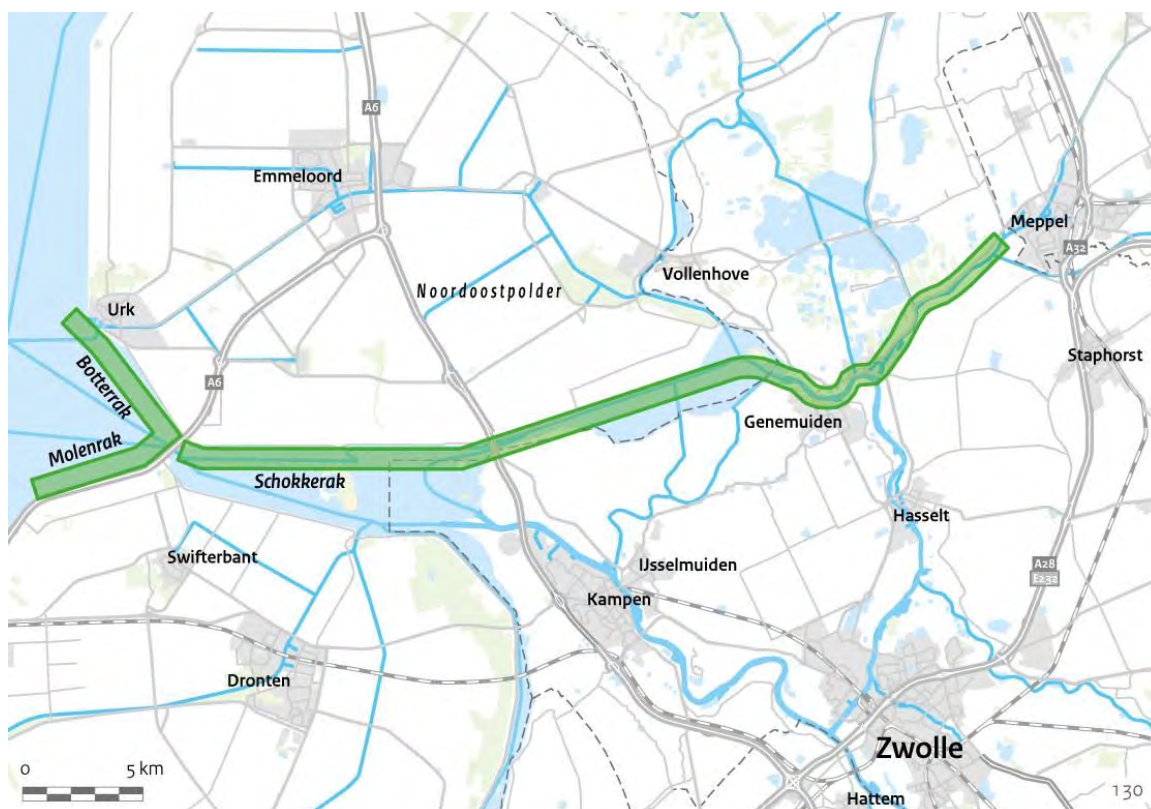 A6
Emmeloord
Meppel
A32
Vollenhove
Noordoostpolder
Urk
Botterrak
A6
Staphorst
Genemuiden
Molenrak
Schokkerak
Hasselt
Swifterbant
IJsselmuiden
A28
E232
Kampen
Dronten
Zwolle
0 5 km
Hattem
130